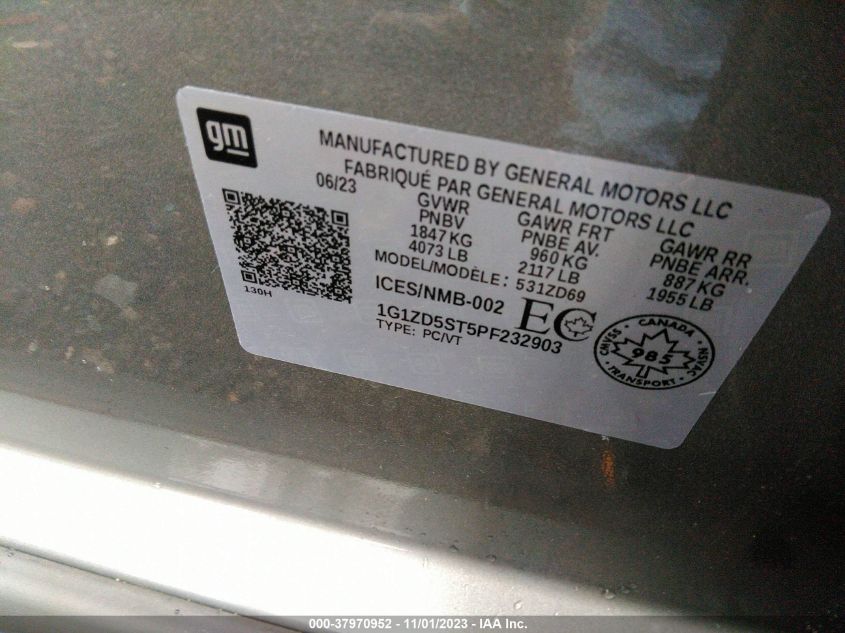 gm
MANUFACTURED BY GENERAL MOTORS LLC
FABRIQUÉ PAR GENERAL MOTORS LLC
06/23
GVWR
PNBV
1847 KG
4073 LB
GAWR FRT
PNBE AV.
960 KG
2117 LB
GAWR RR
PNBE ARR.
887 KG
1955 LB
MODEL/MODÈLE: 531ZD69
130H
ICES/NMB-002
EC
1G1ZD5ST5PF232903
TYPE: PC/VT
CANADA
CMVSS
985
NSVAC
TRANSPORT
000-37970952 - 11/01/2023 - IAA Inc.